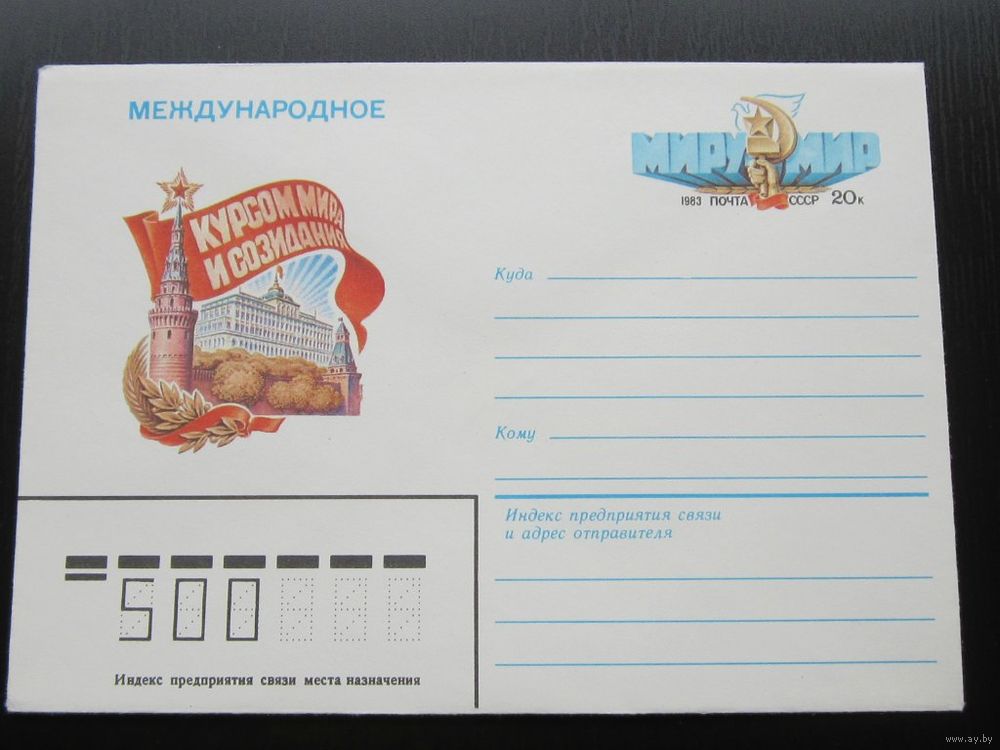 МЕЖДУНАРОДНОЕ
МИРУ МИР
1983 ПОЧТА СССР 20к
КУРСОМ МИРА
И СОЗИДАНИЯ
Куда
Кому
Индекс предприятия связи
и адрес отправителя
500
Индекс предприятия связи места назначения
www.ay.by